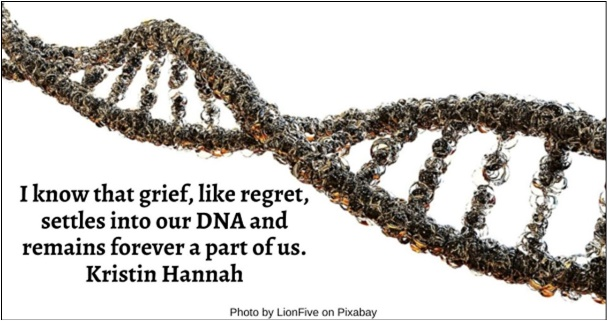 I know that grief, like regret,
settles into our DNA and
remains forever a part of us.
Kristin Hannah
Photo by LionFive on Pixabay